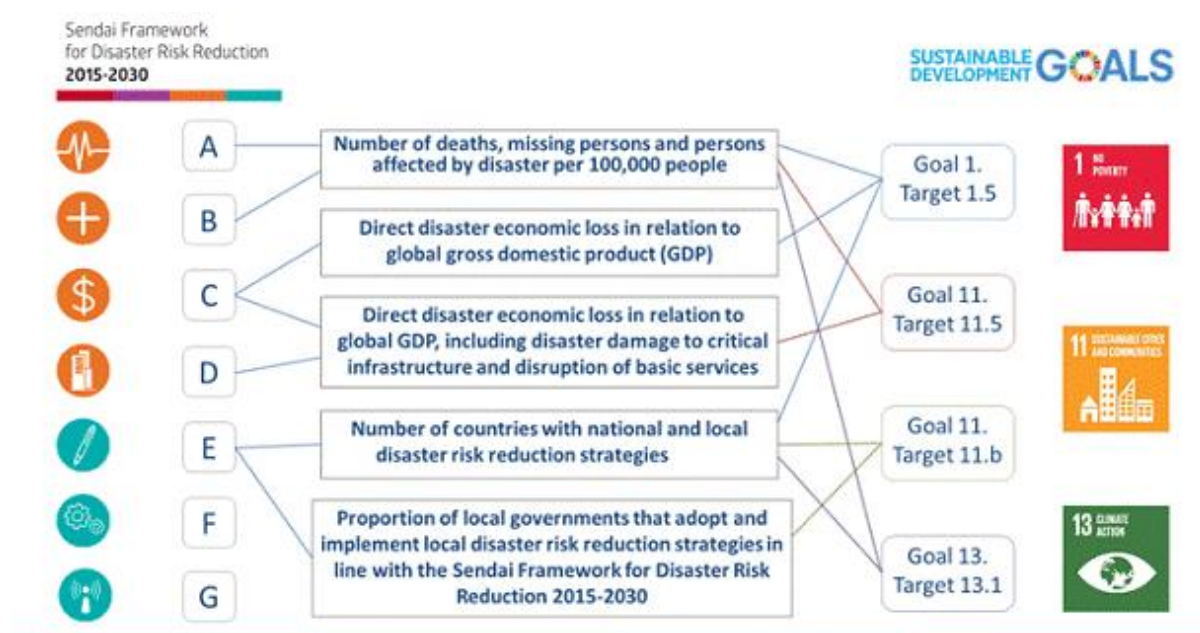 Sendai Framework
for Disaster Risk Reduction
2015-2030
SUSTAINABLE
DEVELOPMENT GOALS
A
B
C
D
E
F
G
Number of deaths, missing persons and persons
affected by disaster per 100,000 people
Direct disaster economic loss in relation to
global gross domestic product (GDP)
Direct disaster economic loss in relation to
global GDP, including disaster damage to critical
infrastructure and disruption of basic services
Number of countries with national and local
disaster risk reduction strategies
Proportion of local governments that adopt and
implement local disaster risk reduction strategies in
line with the Sendai Framework for Disaster Risk
Reduction 2015-2030
Goal 1.
Target 1.5
Goal 11.
Target 11.5
Goal 11.
Target 11.b
Goal 13.
Target 13.1
1 NO
POVERTY
11 SUSTAINABLE CITIES
AND COMMUNITIES
13 CLIMATE
ACTION